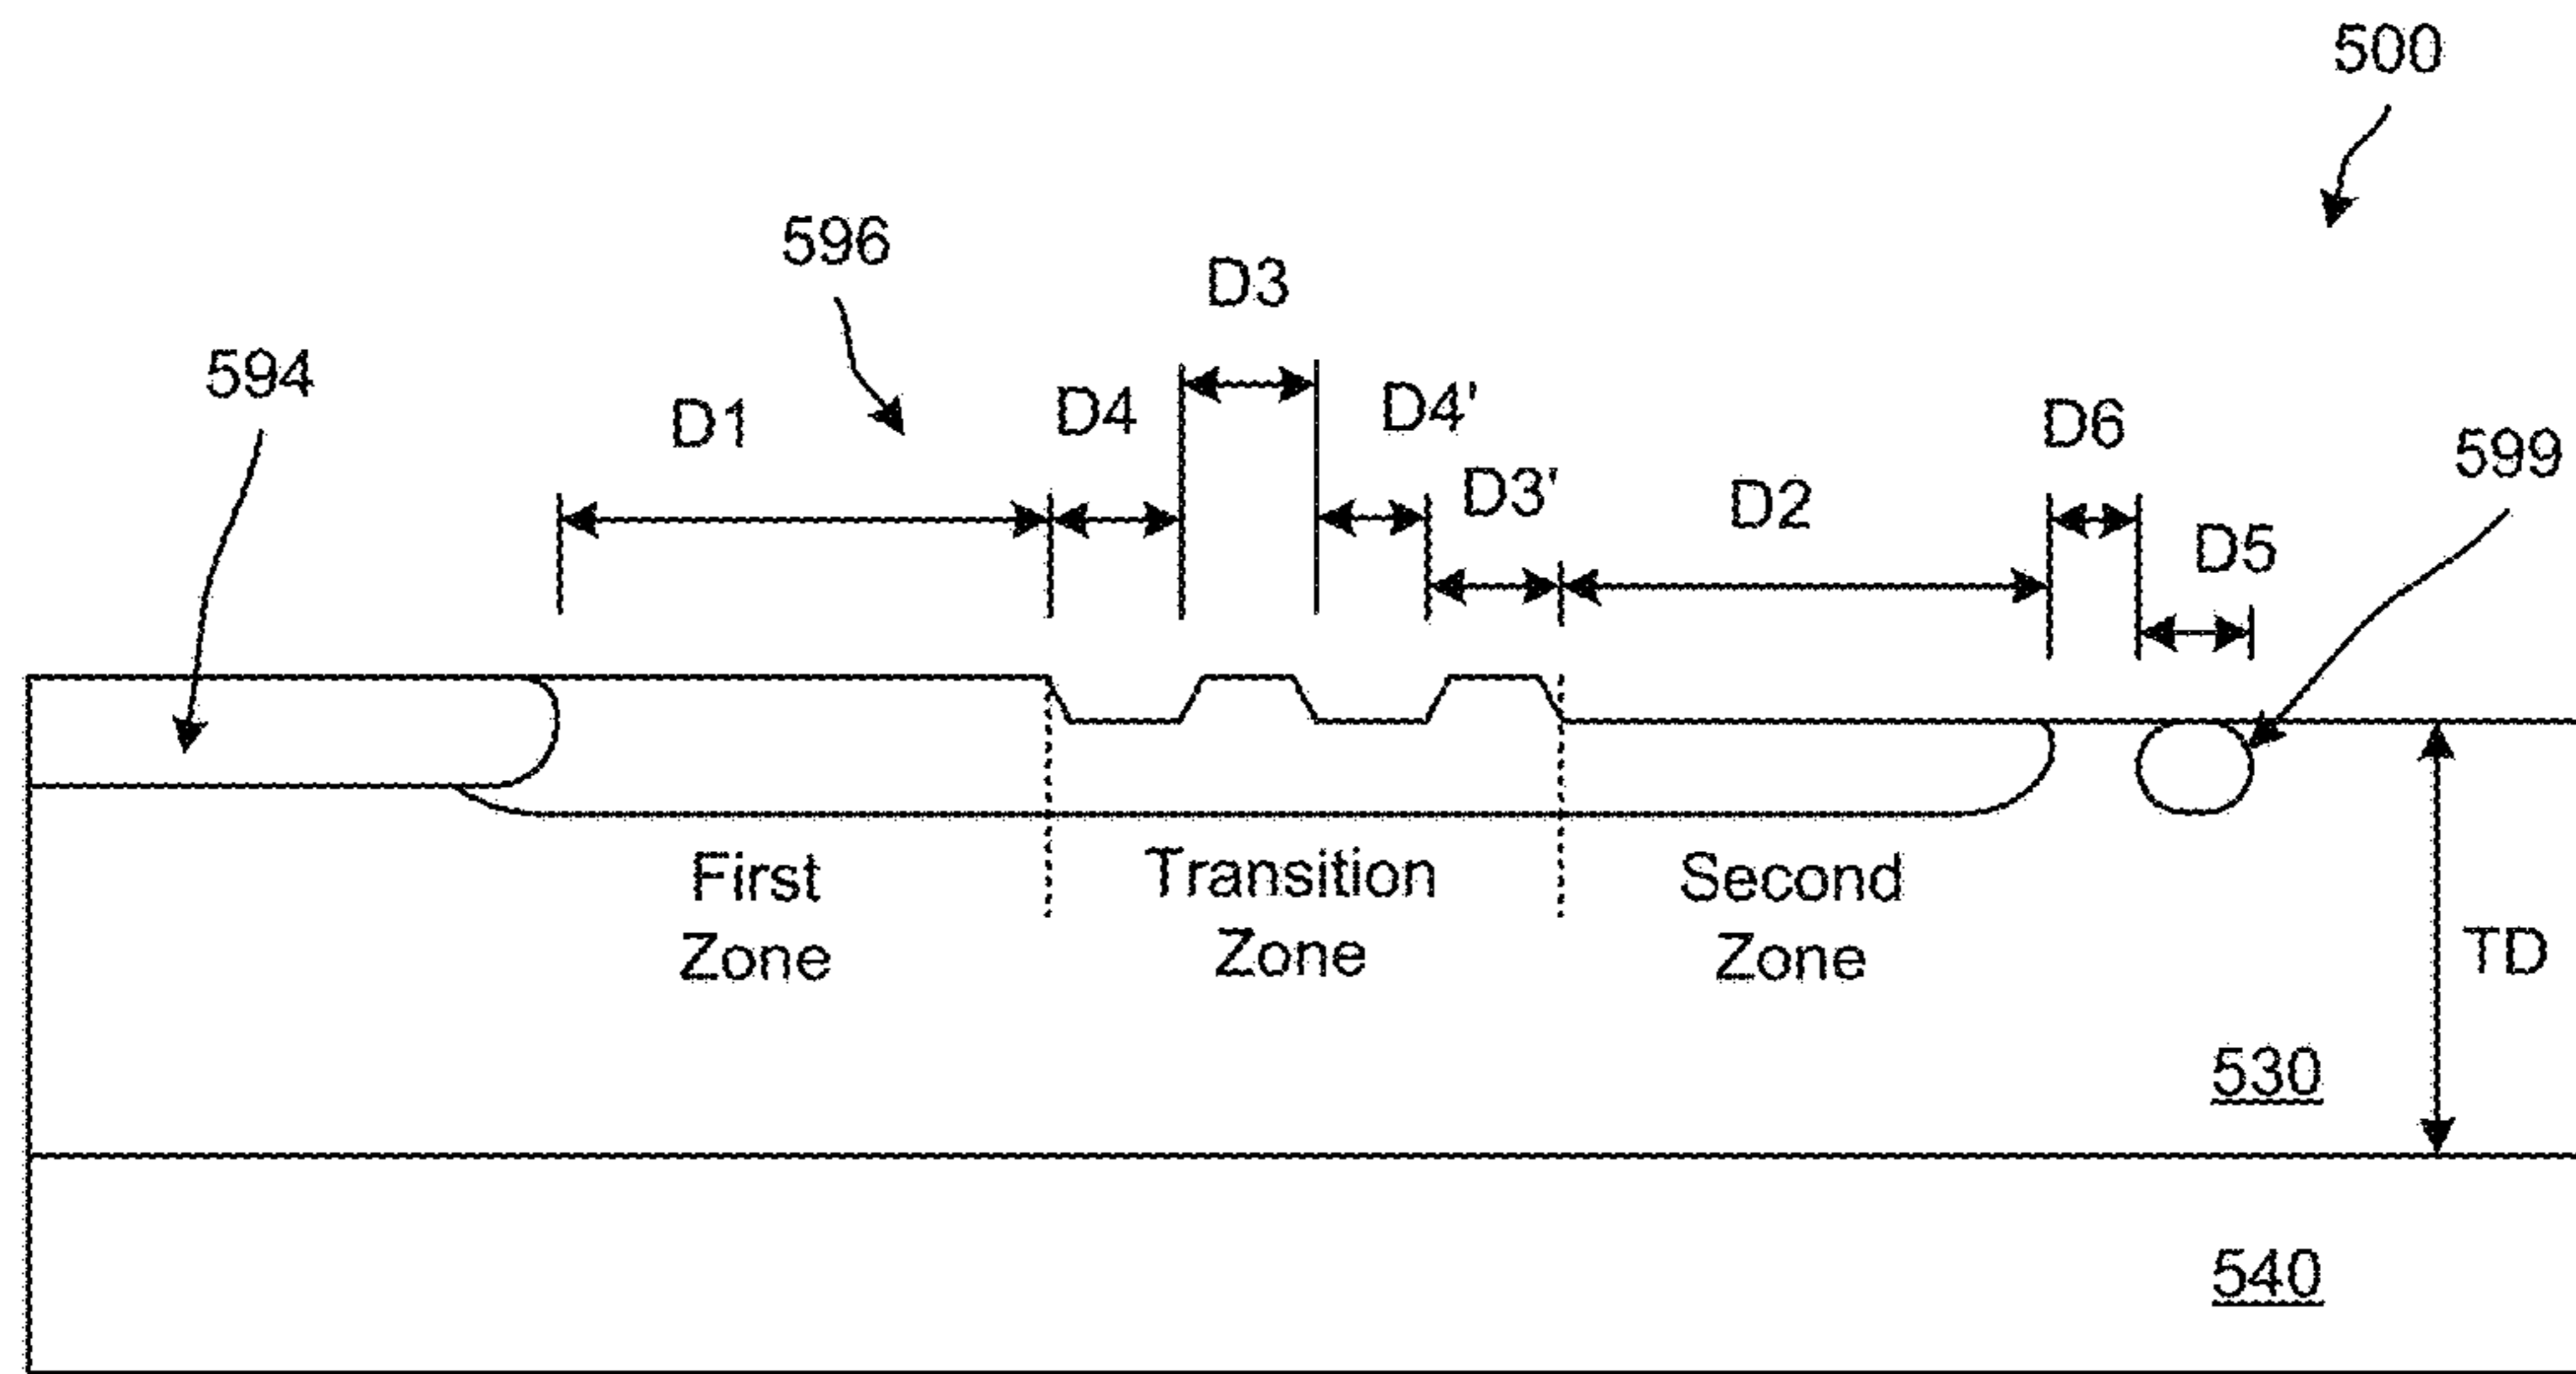 500
596
D3
594
D1
D4
D4'
D6
599
D3'
D2
D5
First
Zone
Transition
Zone
Second
Zone
TD
530
540